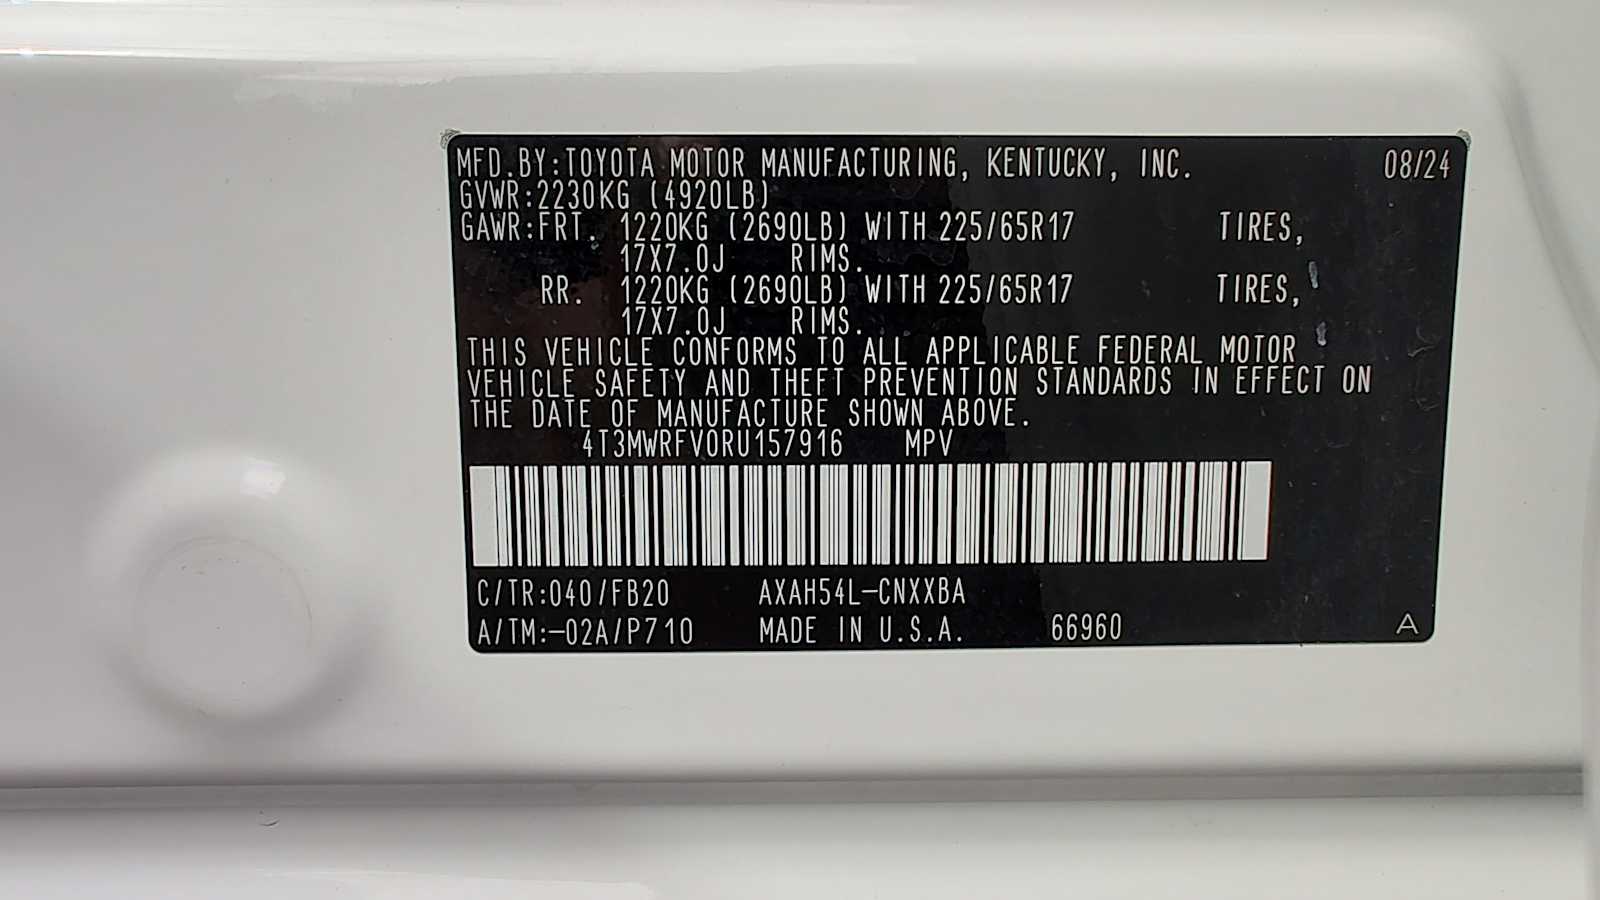 MFD.BY:TOYOTA MOTOR MANUFACTURING, KENTUCKY, INC. 08/24
GVWR:2230KG (4920LB)
GAWR:FRT. 1220KG (2690LB) WITH 225/65R17 TIRES,
17X7.0J RIMS.
RR. 1220KG (2690LB) WITH 225/65R17 TIRES,
17X7.0J RIMS.
THIS VEHICLE CONFORMS TO ALL APPLICABLE FEDERAL MOTOR
VEHICLE SAFETY AND THEFT PREVENTION STANDARDS IN EFFECT ON
THE DATE OF MANUFACTURE SHOWN ABOVE.
4T3MWRFV0RU157916 MPV
C/TR:040/FB20 AXAH54L-CNXXBA
A/TM:-02A/P710 MADE IN U.S.A. 66960 A